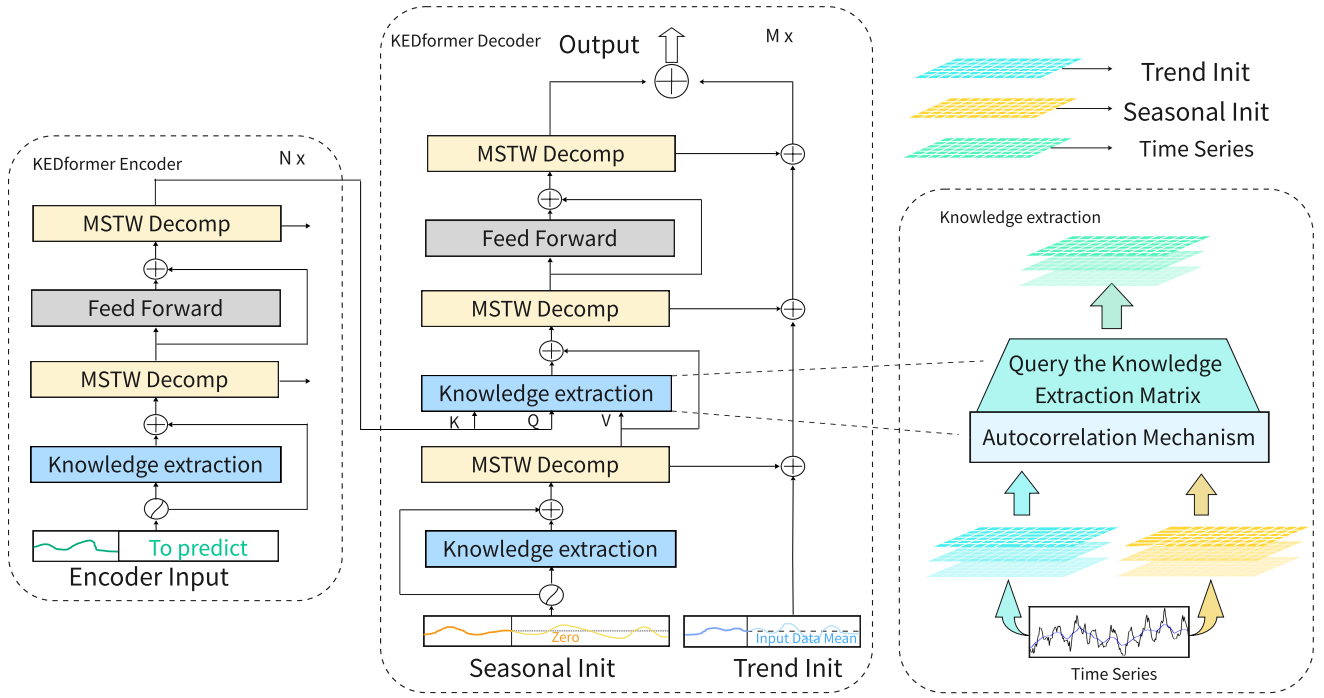 KEDformer Encoder
N x
MSTW Decomp
Feed Forward
MSTW Decomp
Knowledge extraction
To predict
Encoder Input
KEDformer Decoder
Output
M x
MSTW Decomp
Feed Forward
MSTW Decomp
Knowledge extraction
K
Q
V
MSTW Decomp
Knowledge extraction
Zero
Input Data Mean
Seasonal Init
Trend Init
Trend Init
Seasonal Init
Time Series
Knowledge extraction
Query the Knowledge
Extraction Matrix
Autocorrelation Mechanism
Time Series